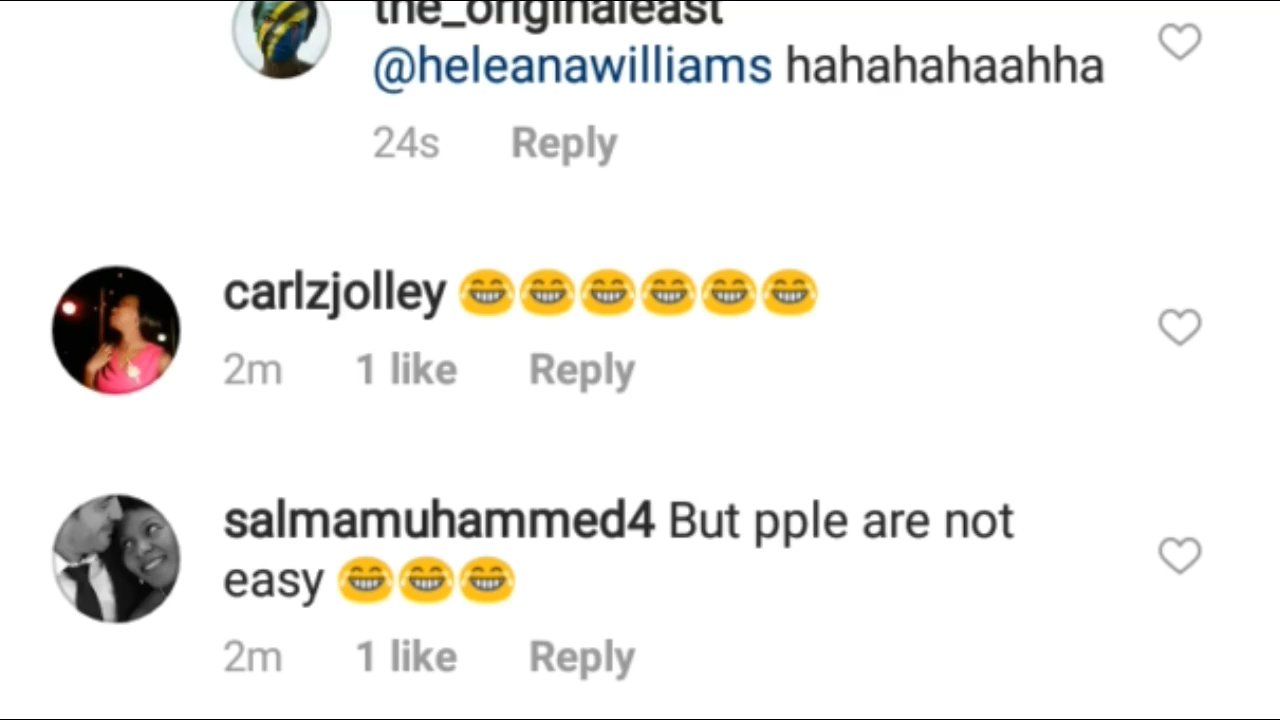 the_originaleast
@heleanawilliams hahahahaahha
24s Reply
carlzjolley 😂😂😂😂😂😂
2m 1 like Reply
salmamuhammed4 But pple are not
easy 😂😂😂
2m 1 like Reply